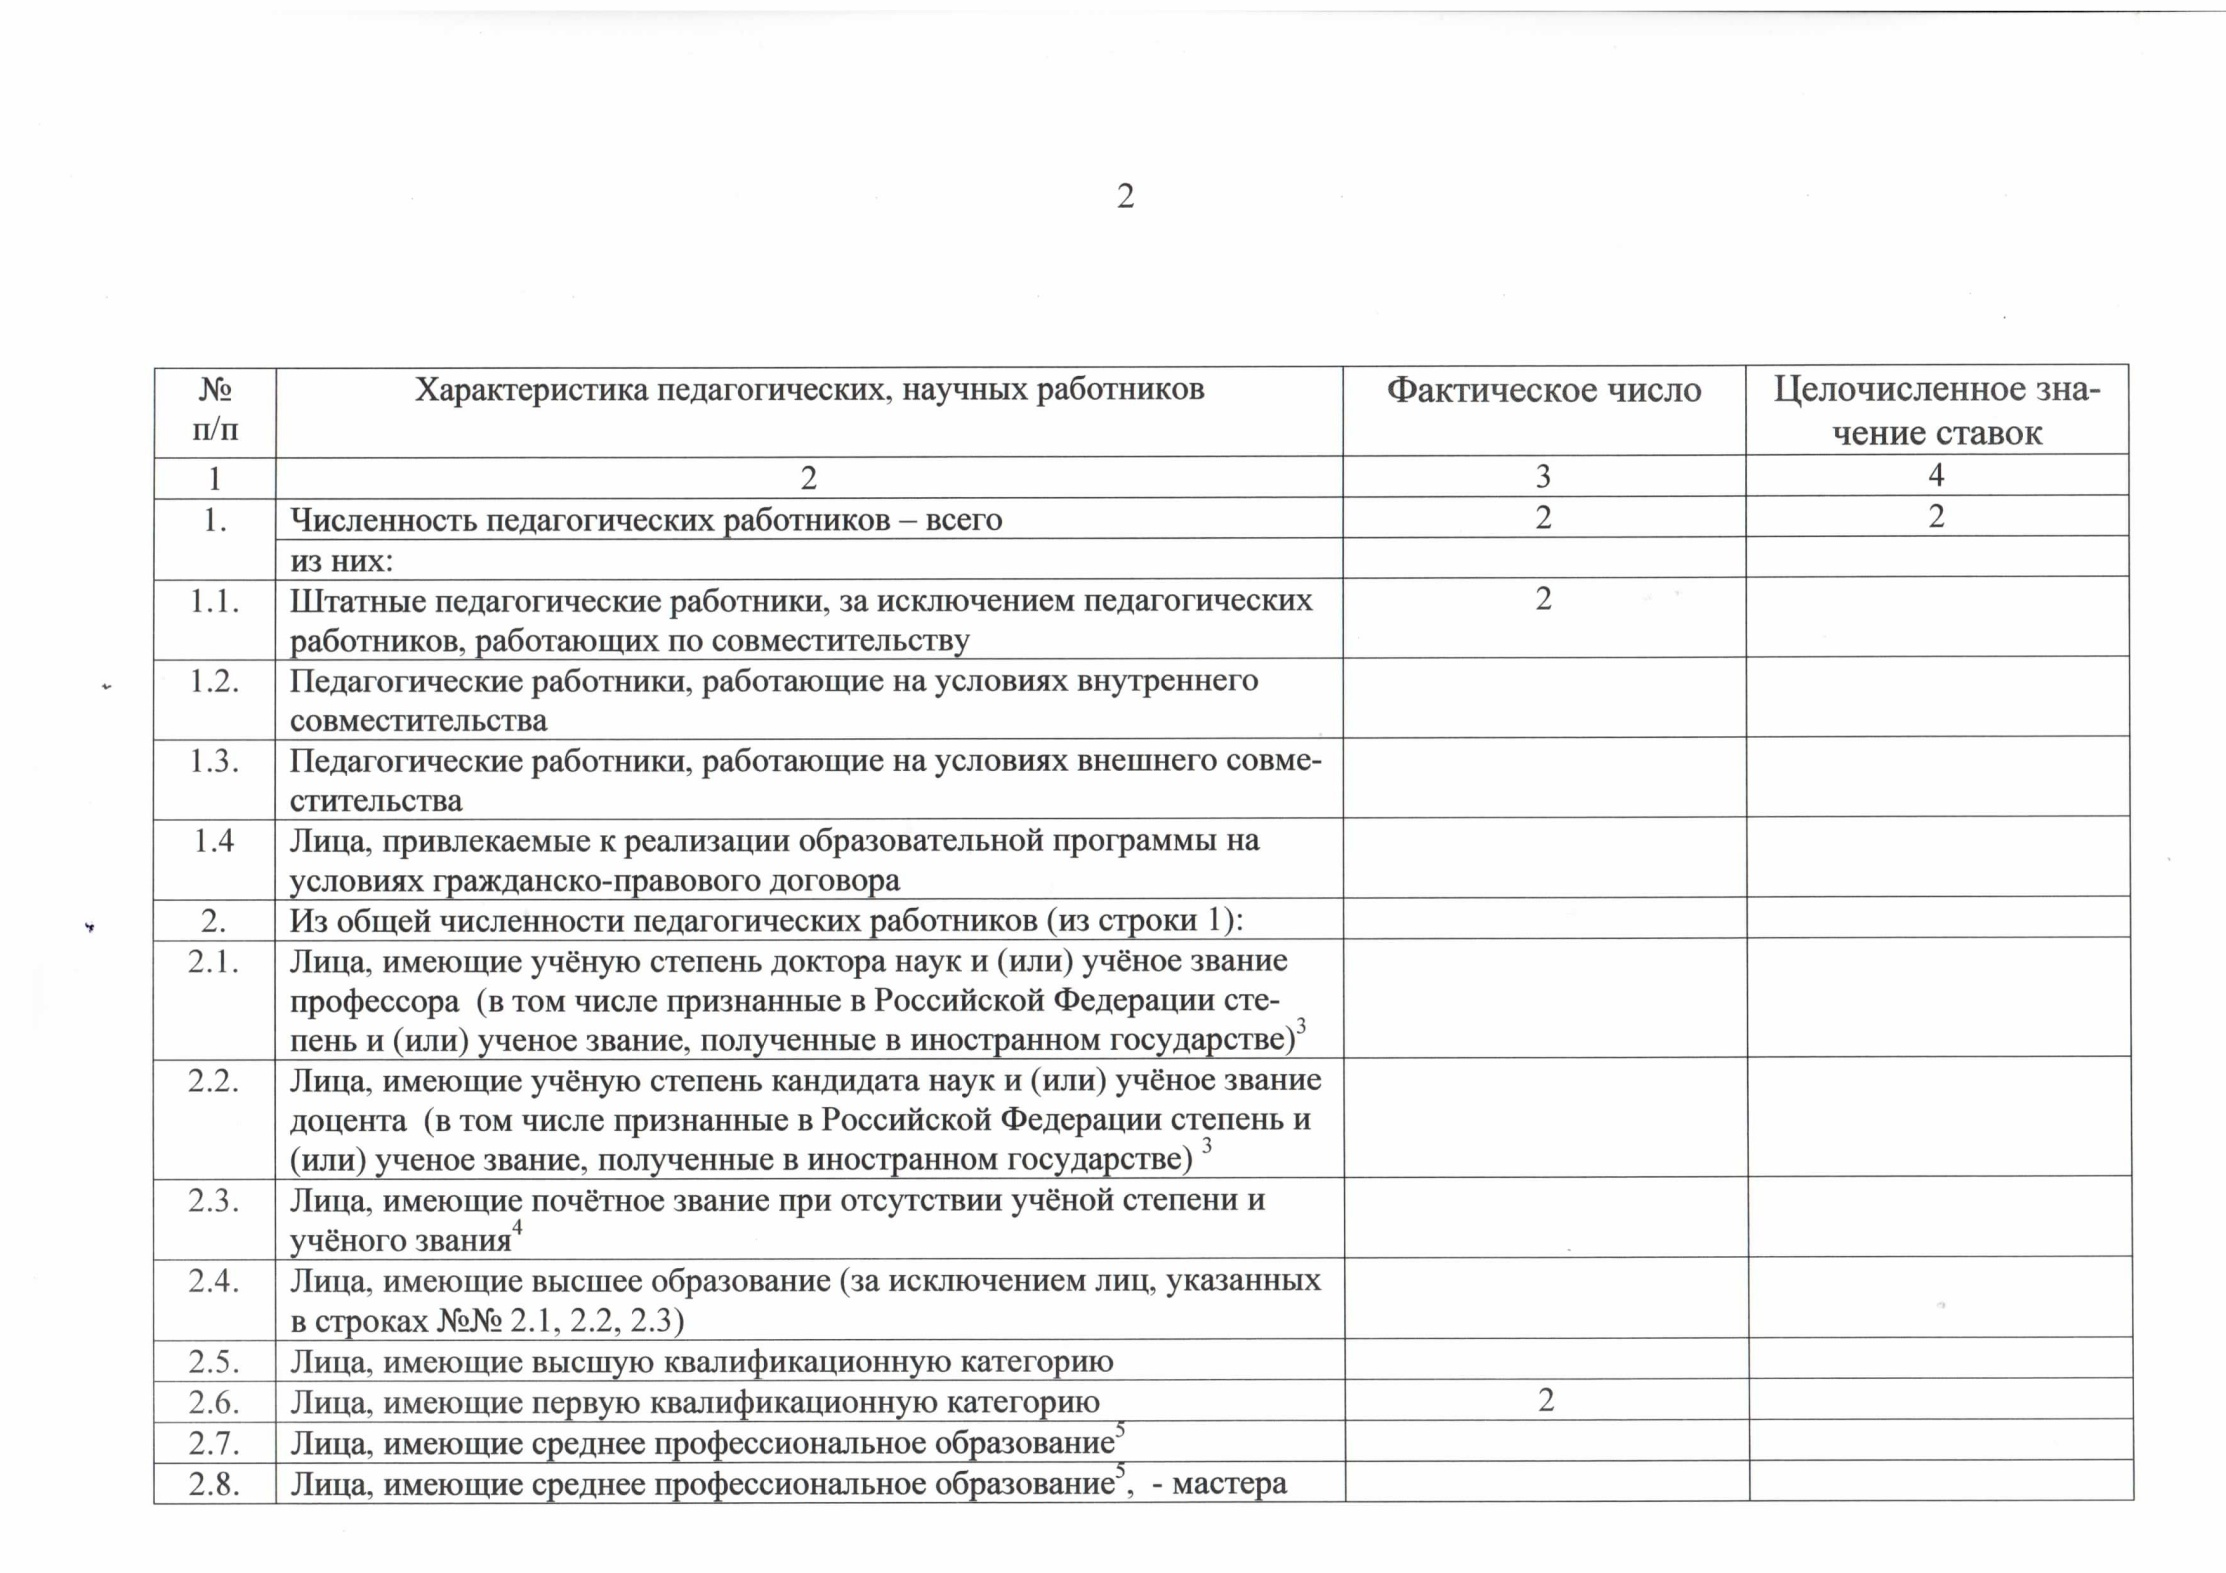 2
№ Характеристика педагогических, научных работников Фактическое число Целочисленное зна-
п/п чение ставок
1 2 3 4
1. Численность педагогических работников – всего 2 2
из них:
1.1. Штатные педагогические работники, за исключением педагогических 2
работников, работающих по совместительству
1.2. Педагогические работники, работающие на условиях внутреннего
совместительства
1.3. Педагогические работники, работающие на условиях внешнего совме-
стительства
1.4 Лица, привлекаемые к реализации образовательной программы на
условиях гражданско-правового договора
2. Из общей численности педагогических работников (из строки 1):
2.1. Лица, имеющие учёную степень доктора наук и (или) учёное звание
профессора (в том числе признанные в Российской Федерации сте-
пень и (или) ученое звание, полученные в иностранном государстве)³
2.2. Лица, имеющие учёную степень кандидата наук и (или) учёное звание
доцента (в том числе признанные в Российской Федерации степень и
(или) ученое звание, полученные в иностранном государстве) ³
2.3. Лица, имеющие почётное звание при отсутствии учёной степени и
учёного звания⁴
2.4. Лица, имеющие высшее образование (за исключением лиц, указанных
в строках №№ 2.1, 2.2, 2.3)
2.5. Лица, имеющие высшую квалификационную категорию
2.6. Лица, имеющие первую квалификационную категорию 2
2.7. Лица, имеющие среднее профессиональное образование⁵
2.8. Лица, имеющие среднее профессиональное образование⁵, - мастера